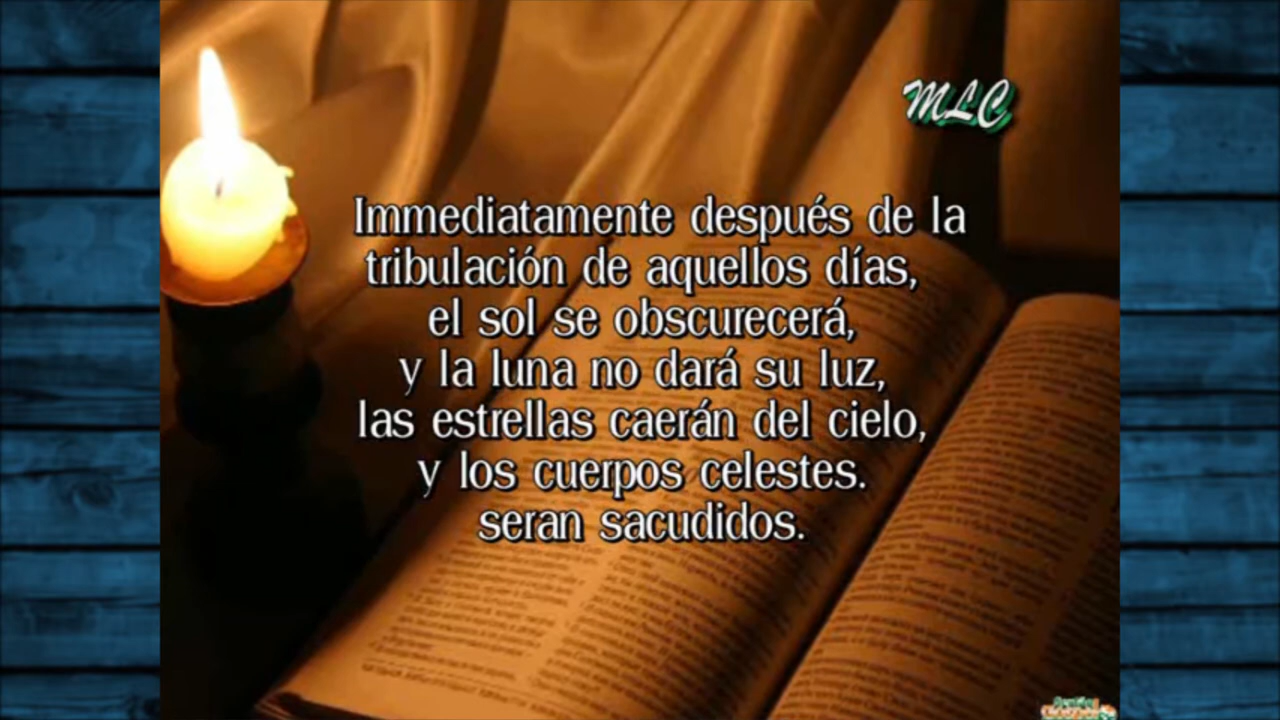 MLC
Immediatamente después de la
tribulación de aquellos días,
el sol se obscurecerá,
y la luna no dará su luz,
las estrellas caerán del cielo,
y los cuerpos celestes.
seran sacudidos.